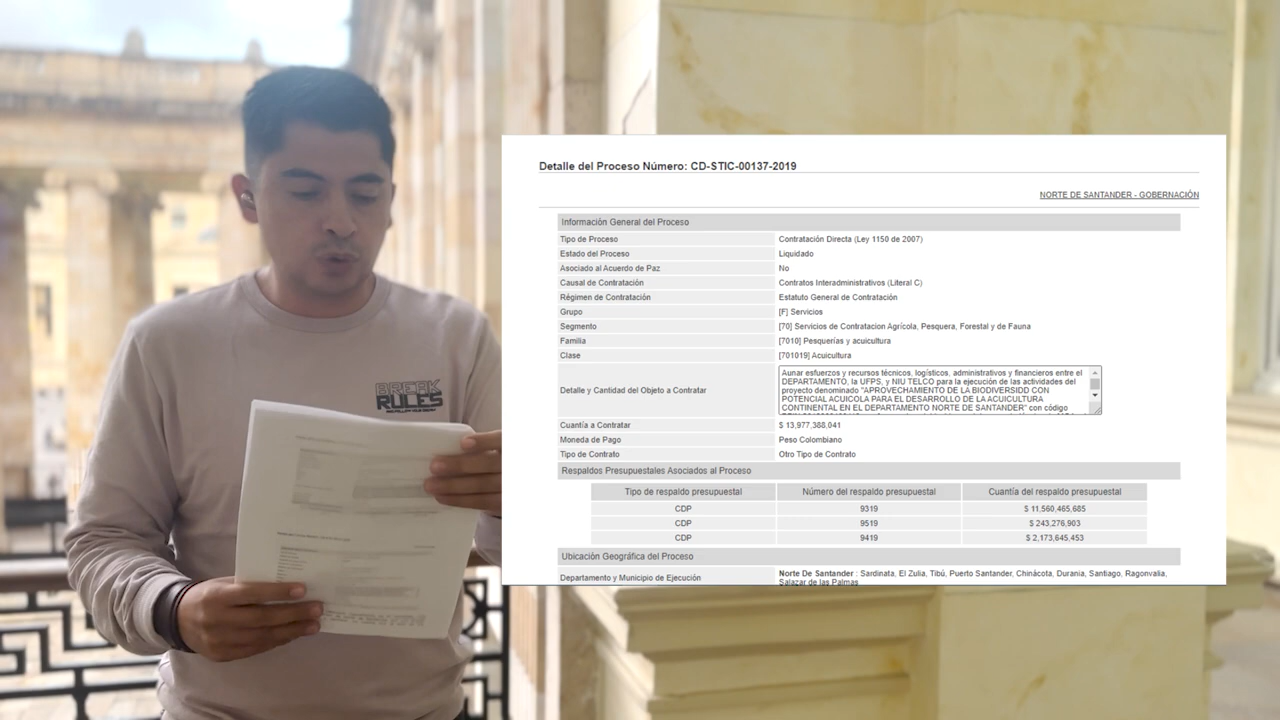 BREAK
RULES
Detalle del Proceso Número: CD-STIC-00137-2019
NORTE DE SANTANDER - GOBERNACIÓN
Información General del Proceso
Tipo de Proceso Contratación Directa (Ley 1150 de 2007)
Estado del Proceso Liquidado
Asociado al Acuerdo de Paz No
Causal de Contratación Contratos Interadministrativos (Literal C)
Régimen de Contratación Estatuto General de Contratación
Grupo [F] Servicios
Segmento [70] Servicios de Contratacion Agrícola, Pesquera, Forestal y de Fauna
Familia [7010] Pesquerías y acuicultura
Clase [701019] Acuicultura
Detalle y Cantidad del Objeto a Contratar
Aunar esfuerzos y recursos técnicos, logísticos, administrativos y financieros entre el
DEPARTAMENTO, la UFPS, y NIU TELCO para la ejecución de las actividades del
proyecto denominado "APROVECHAMIENTO DE LA BIODIVERSIDD CON
POTENCIAL ACUICOLA PARA EL DESARROLLO DE LA ACUICULTURA
CONTINENTAL EN EL DEPARTAMENTO NORTE DE SANTANDER" con código
Cuantía a Contratar $ 13,977,388,041
Moneda de Pago Peso Colombiano
Tipo de Contrato Otro Tipo de Contrato
Respaldos Presupuestales Asociados al Proceso
Tipo de respaldo presupuestal Número del respaldo presupuestal Cuantía del respaldo presupuestal
CDP 9319 $ 11,560,465,685
CDP 9519 $ 243,276,903
CDP 9419 $ 2,173,645,453
Ubicación Geográfica del Proceso
Departamento y Municipio de Ejecución
Norte De Santander : Sardinata, El Zulia, Tibú, Puerto Santander, Chinácota, Durania, Santiago, Ragonvalia,
Salazar de las Palmas